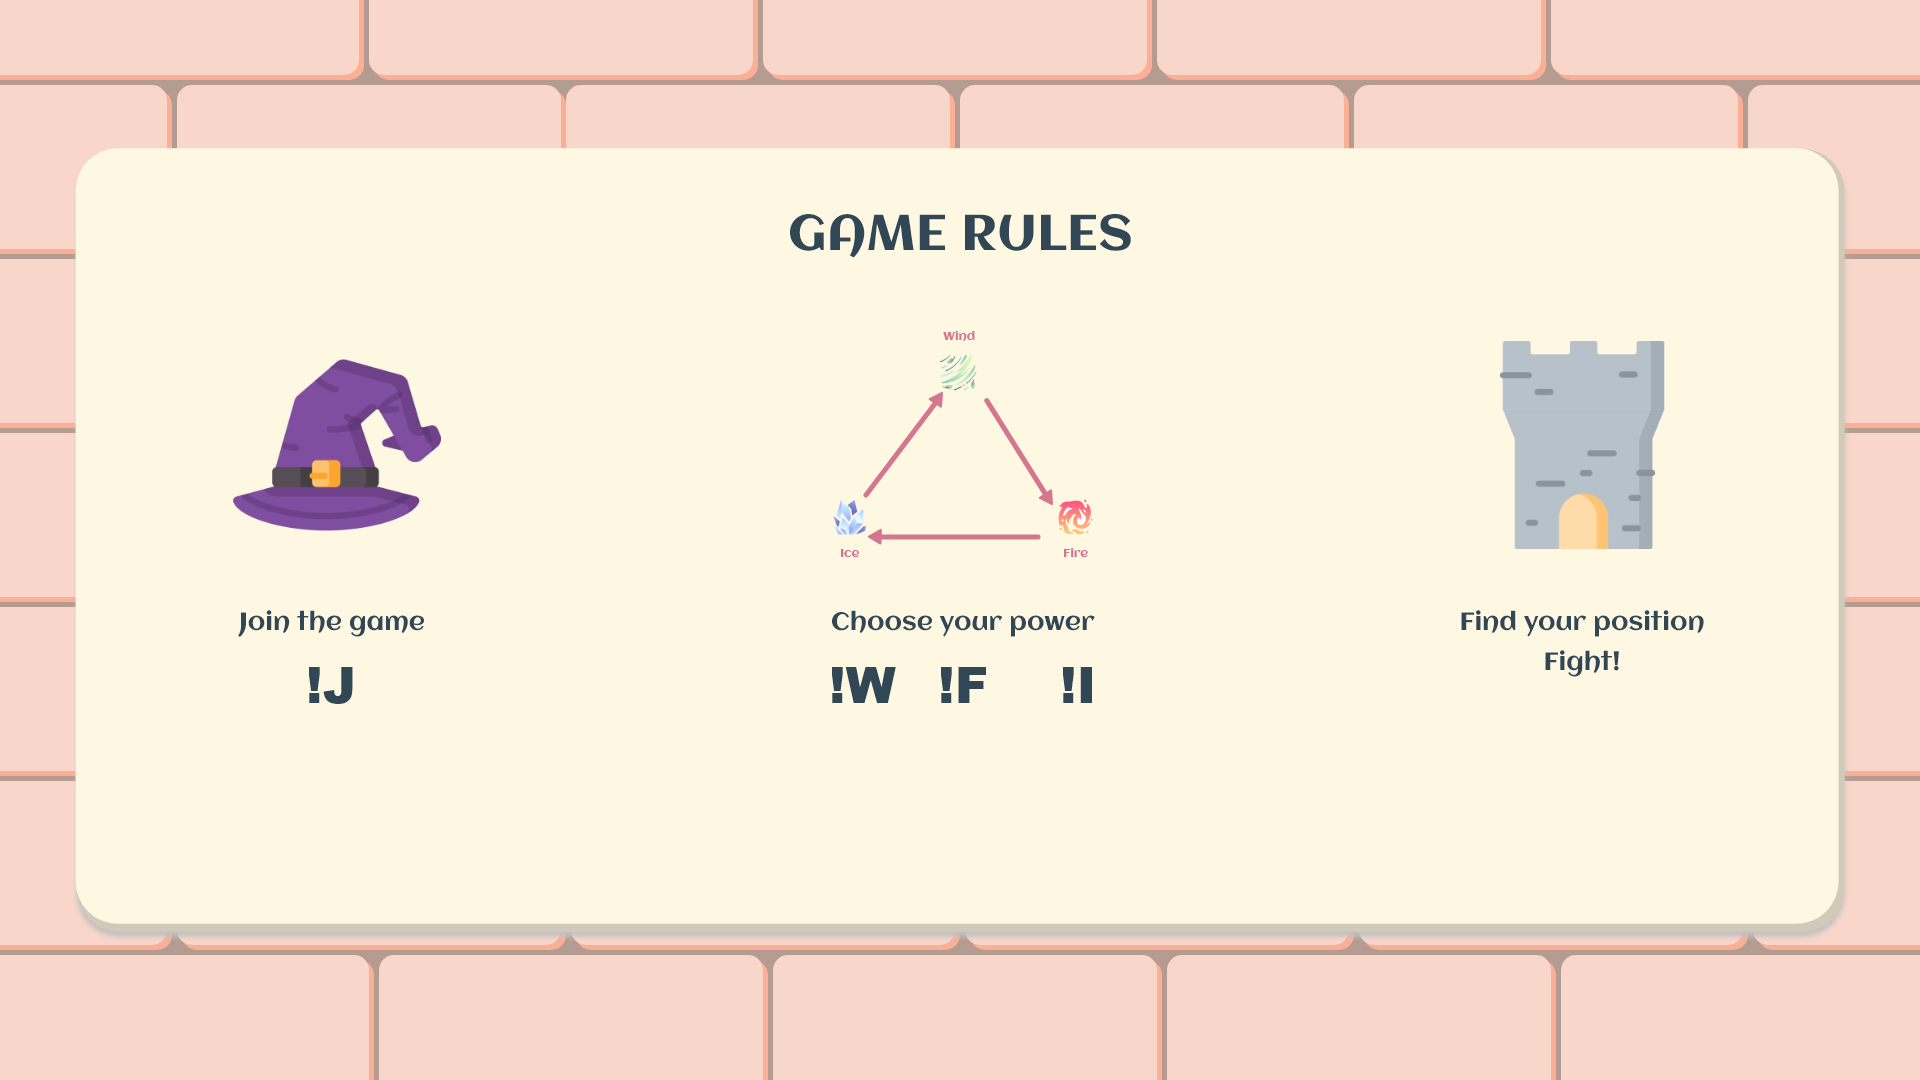 GAME RULES
Wind
Ice
Fire
Join the game
!J
Choose your power
!W !F !I
Find your position
Fight!